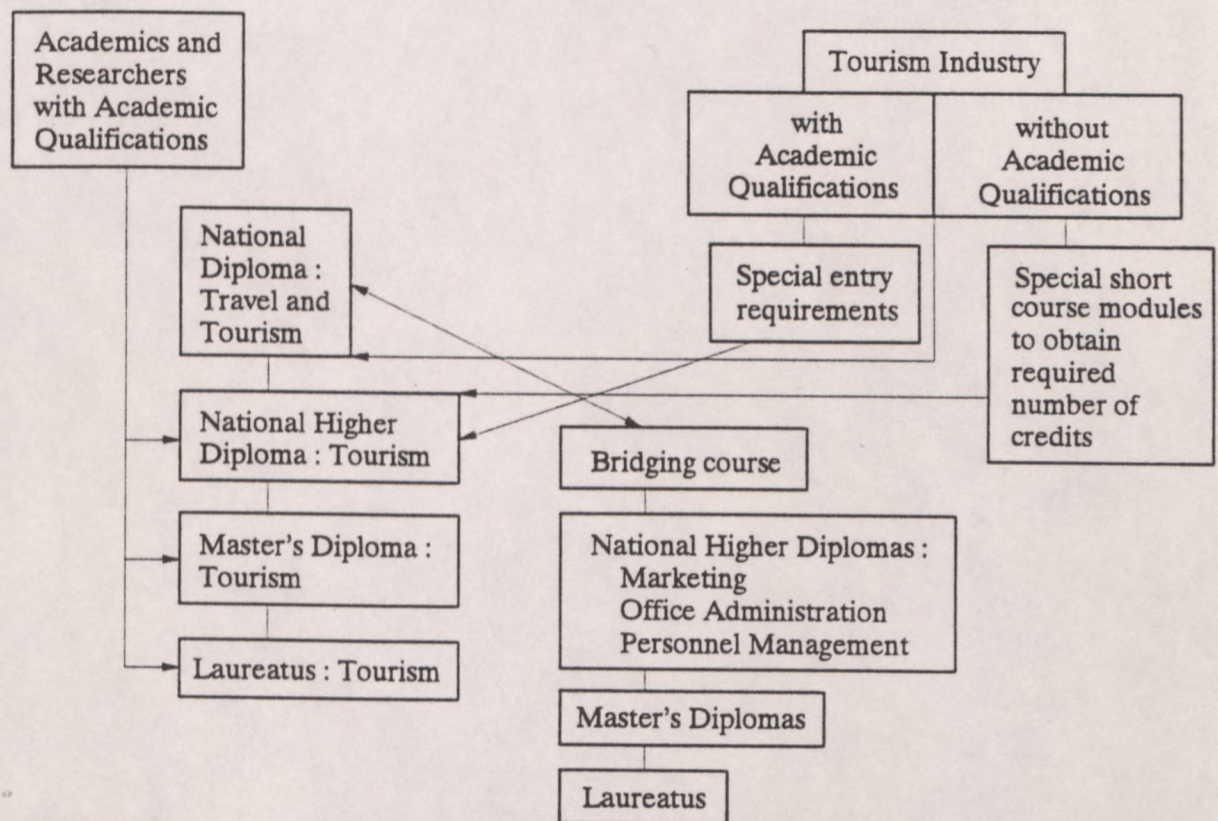 Academics and
Researchers
with Academic
Qualifications
Tourism Industry
with
Academic
Qualifications
without
Academic
Qualifications
National
Diploma :
Travel and
Tourism
Special entry
requirements
Special short
course modules
to obtain
required
number of
credits
National Higher
Diploma : Tourism
Bridging course
Master's Diploma :
Tourism
National Higher Diplomas :
Marketing
Office Administration
Personnel Management
Laureatus : Tourism
Master's Diplomas
Laureatus